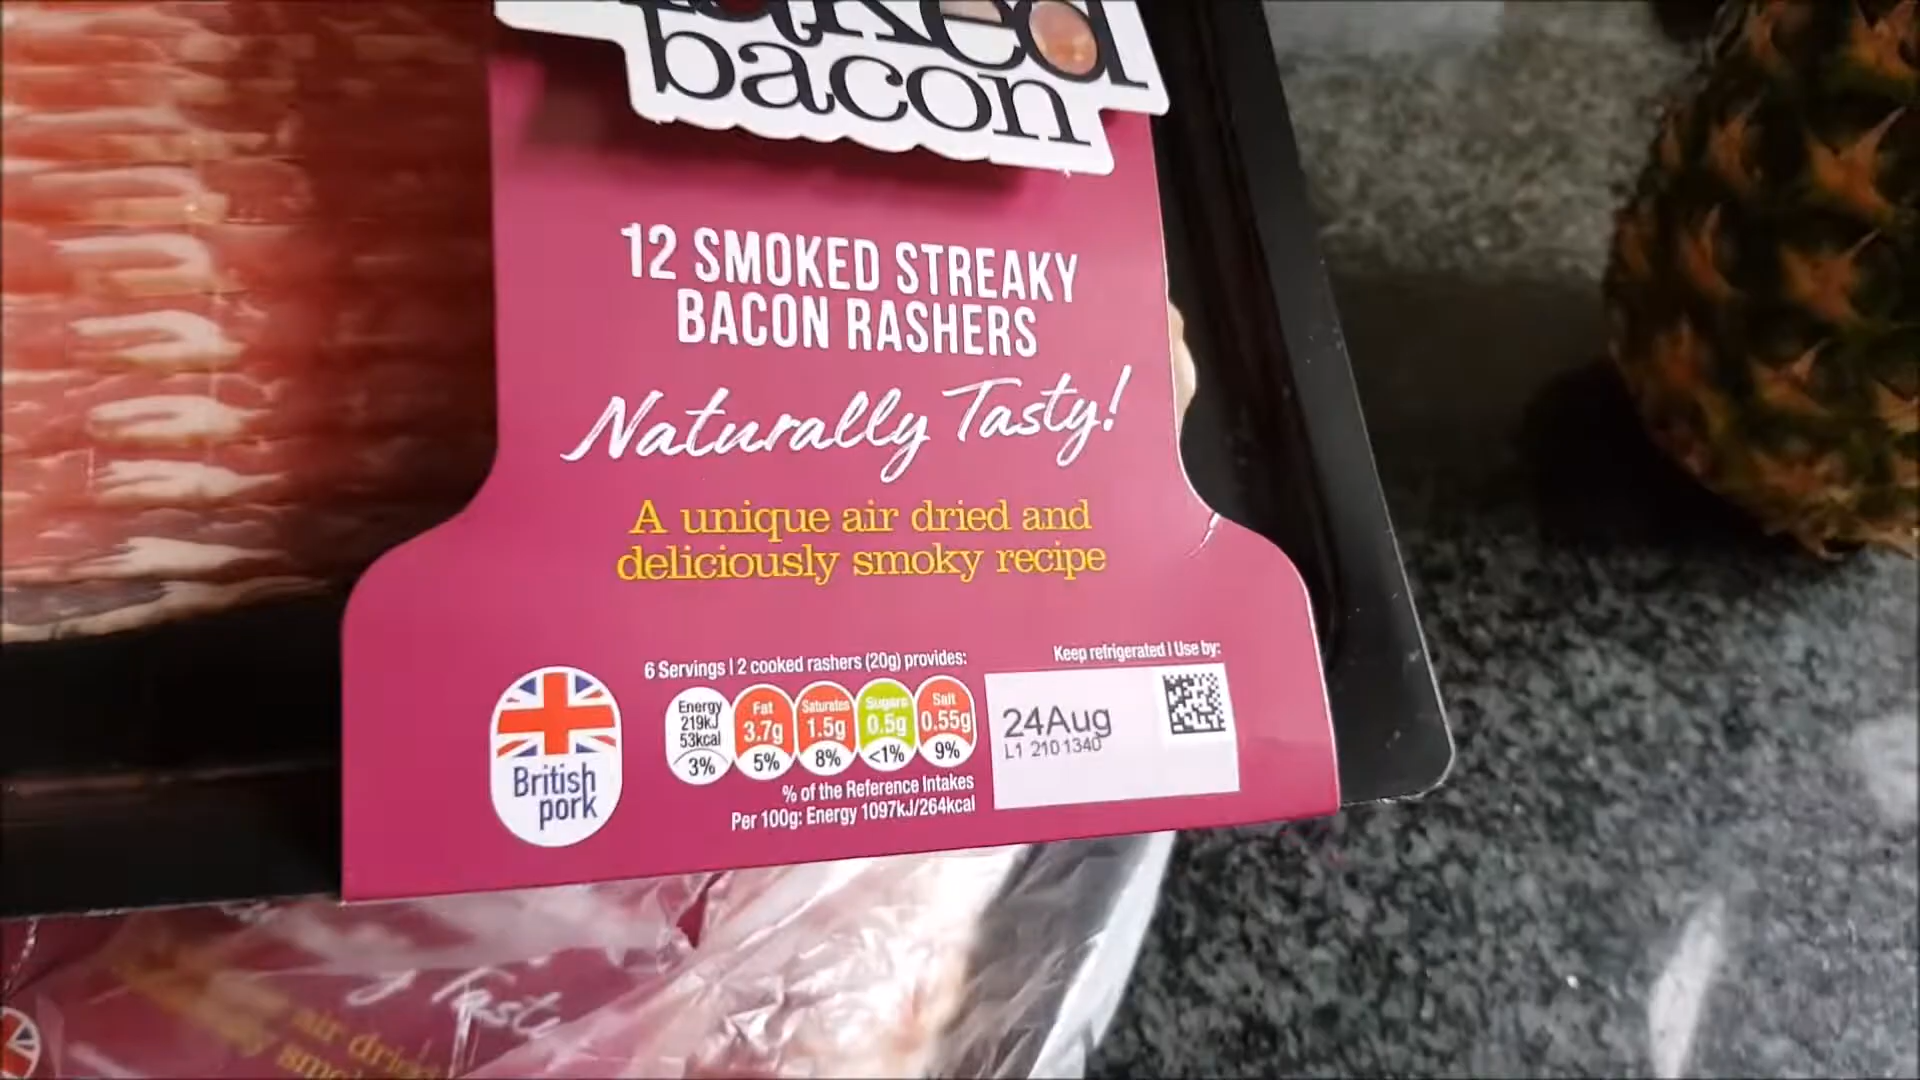 bacon
12 SMOKED STREAKY
BACON RASHERS
Naturally Tasty!
A unique air dried and
deliciously smoky recipe
6 Servings | 2 cooked rashers (20g) provides:
Energy
219kJ
53kcal
3%
Fat
3.7g
5%
Saturates
1.5g
8%
Sugars
0.5g
<1%
Salt
0.55g
9%
% of the Reference Intakes
Per 100g: Energy 1097kJ/264kcal
Keep refrigerated | Use by:
24Aug
L1 210 1340
British
pork
air dried